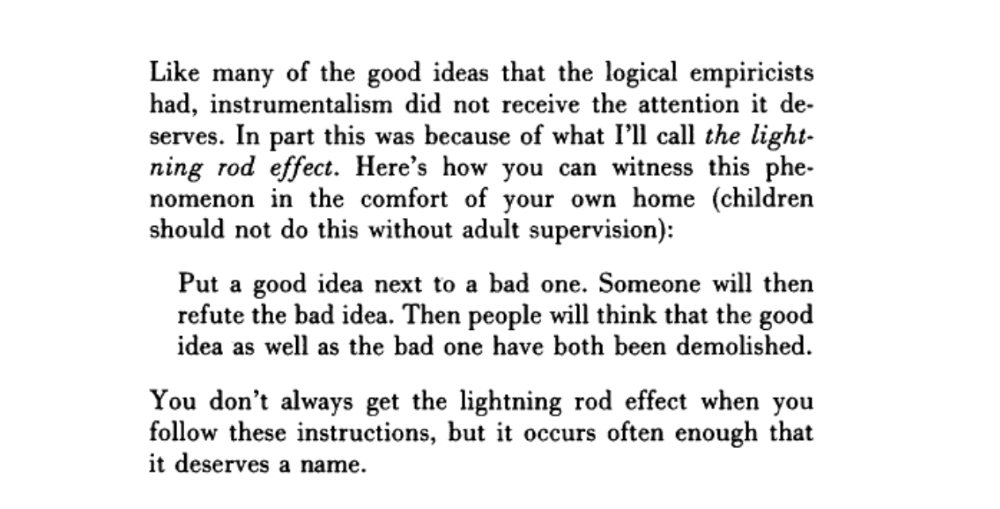 Like many of the good ideas that the logical empiricists
had, instrumentalism did not receive the attention it de-
serves. In part this was because of what I'll call the light-
ning rod effect. Here's how you can witness this phe-
nomenon in the comfort of your own home (children
should not do this without adult supervision):
Put a good idea next to a bad one. Someone will then
refute the bad idea. Then people will think that the good
idea as well as the bad one have both been demolished.
You don't always get the lightning rod effect when you
follow these instructions, but it occurs often enough that
it deserves a name.